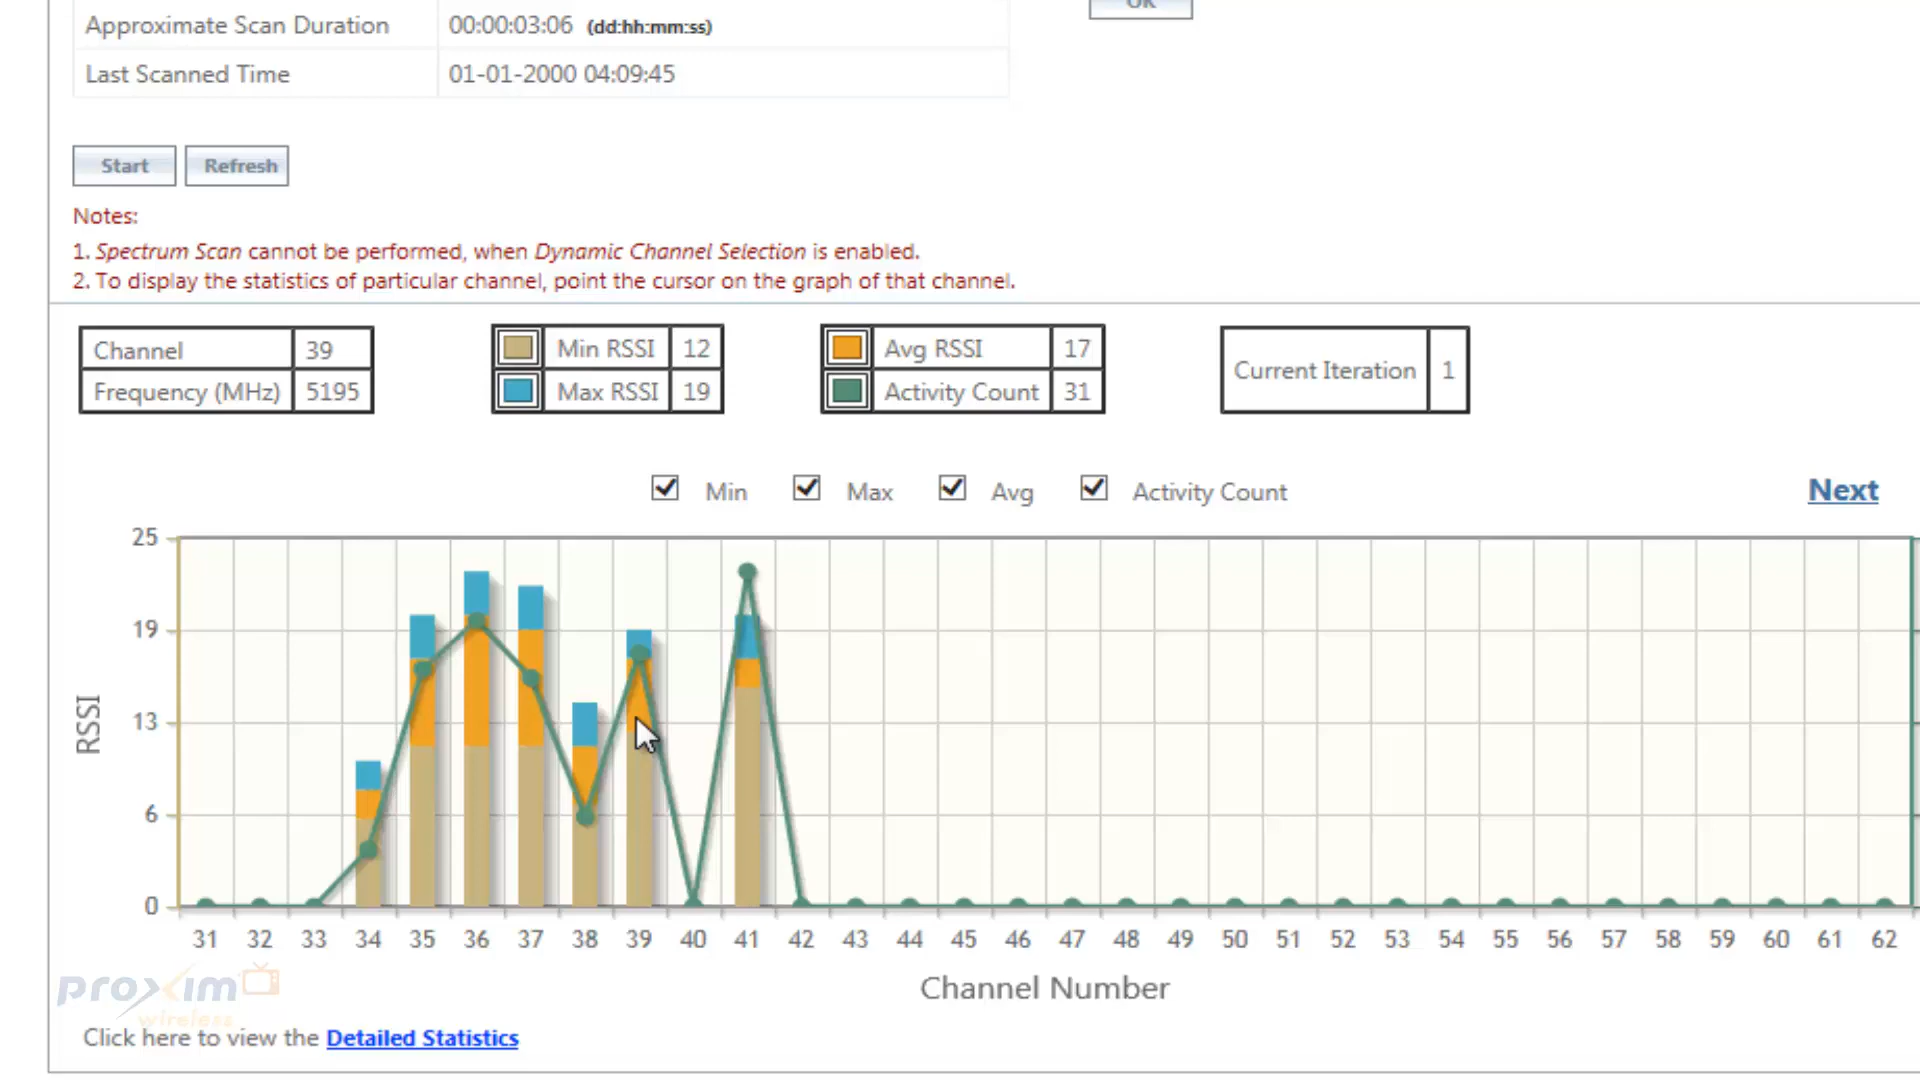 OK
Approximate Scan Duration 00:00:03:06 (dd:hh:mm:ss)
Last Scanned Time 01-01-2000 04:09:45
Start Refresh
Notes:
1. Spectrum Scan cannot be performed, when Dynamic Channel Selection is enabled.
2. To display the statistics of particular channel, point the cursor on the graph of that channel.
Channel 39 Min RSSI 12 Avg RSSI 17 Current Iteration 1
Frequency (MHz) 5195 Max RSSI 19 Activity Count 31
Min Max Avg Activity Count Next
25
19
13
6
0
RSSI
31 32 33 34 35 36 37 38 39 40 41 42 43 44 45 46 47 48 49 50 51 52 53 54 55 56 57 58 59 60 61 62
Channel Number
proxim
wireless
Click here to view the Detailed Statistics